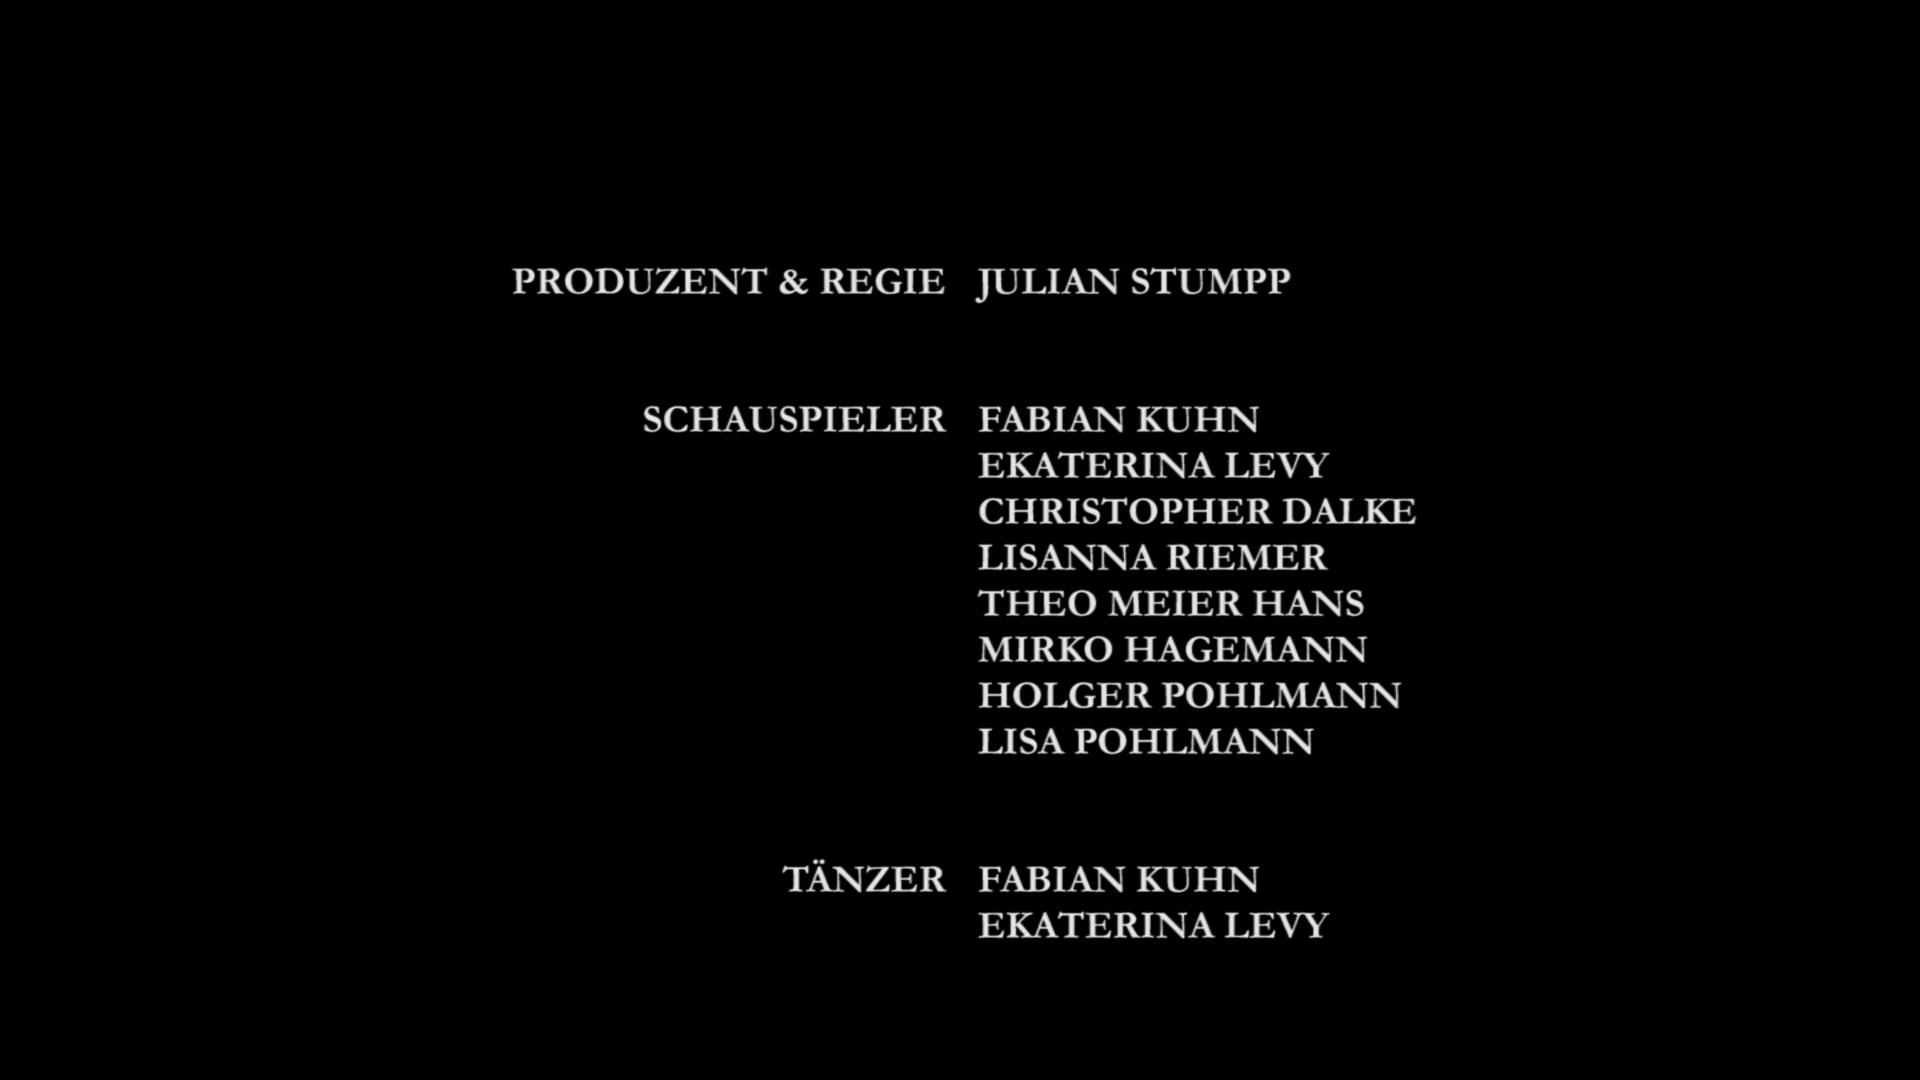 PRODUZENT & REGIE JULIAN STUMPP
SCHAUSPIELER FABIAN KUHN
EKATERINA LEVY
CHRISTOPHER DALKE
LISANNA RIEMER
THEO MEIER HANS
MIRKO HAGEMANN
HOLGER POHLMANN
LISA POHLMANN
TÄNZER FABIAN KUHN
EKATERINA LEVY